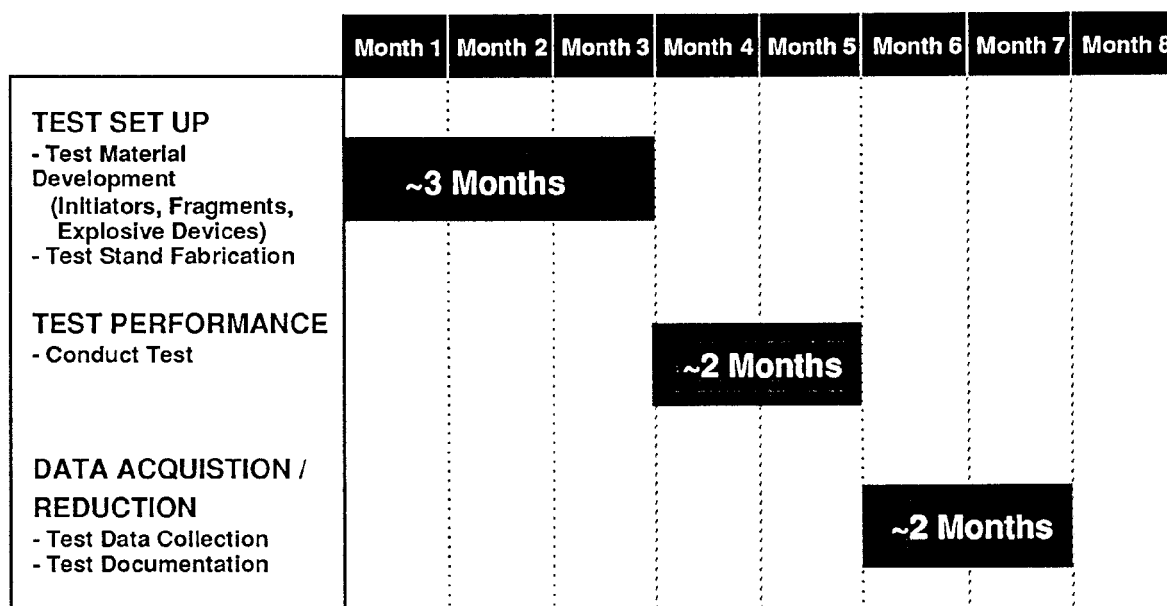 Month 1 Month 2 Month 3 Month 4 Month 5 Month 6 Month 7 Month 8
TEST SET UP
- Test Material
Development
(Initiators, Fragments,
Explosive Devices)
- Test Stand Fabrication
~3 Months
TEST PERFORMANCE
- Conduct Test
~2 Months
DATA ACQUISTION /
REDUCTION
- Test Data Collection
- Test Documentation
~2 Months